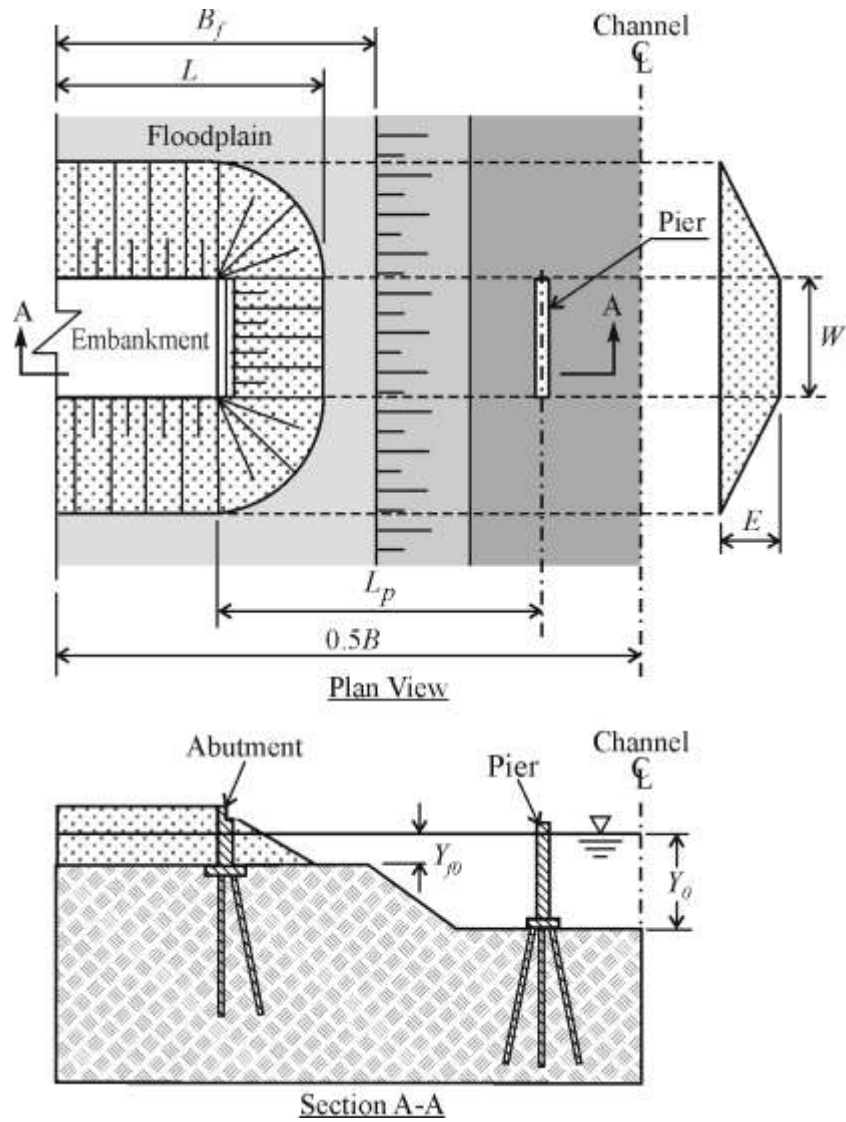 B_f
Channel
℄
L
Floodplain
Pier
A
A
Embankment
W
E
L_p
0.5B
Plan View
Abutment
Pier
Channel
℄
Y_f0
Y_0
Section A-A